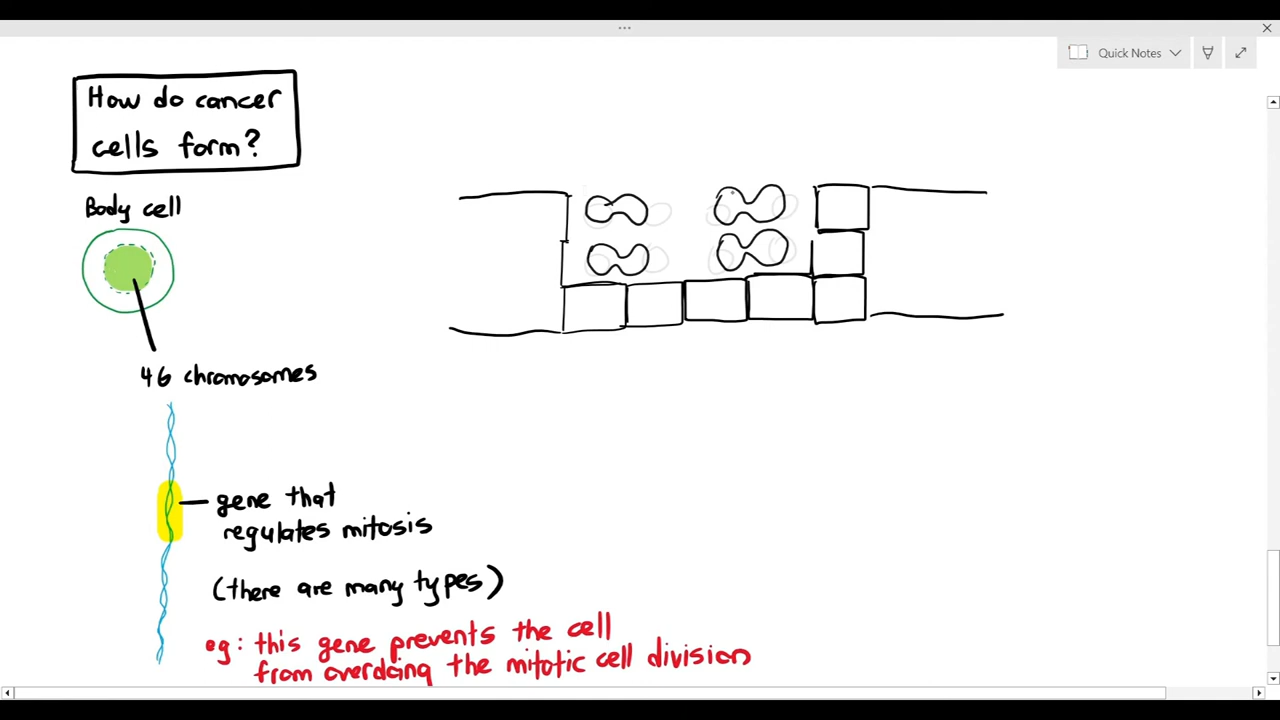 Quick Notes
How do cancer
cells form?
Body cell
46 chromosomes
gene that
regulates mitosis
(there are many types)
eg: this gene prevents the cell
from overdoing the mitotic cell division